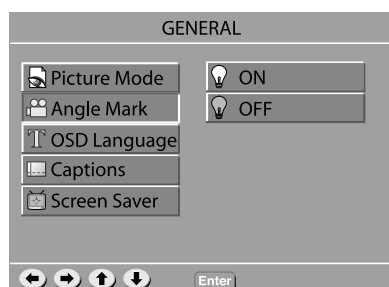 GENERAL
Picture Mode
Angle Mark
OSD Language
Captions
Screen Saver
ON
OFF
Enter